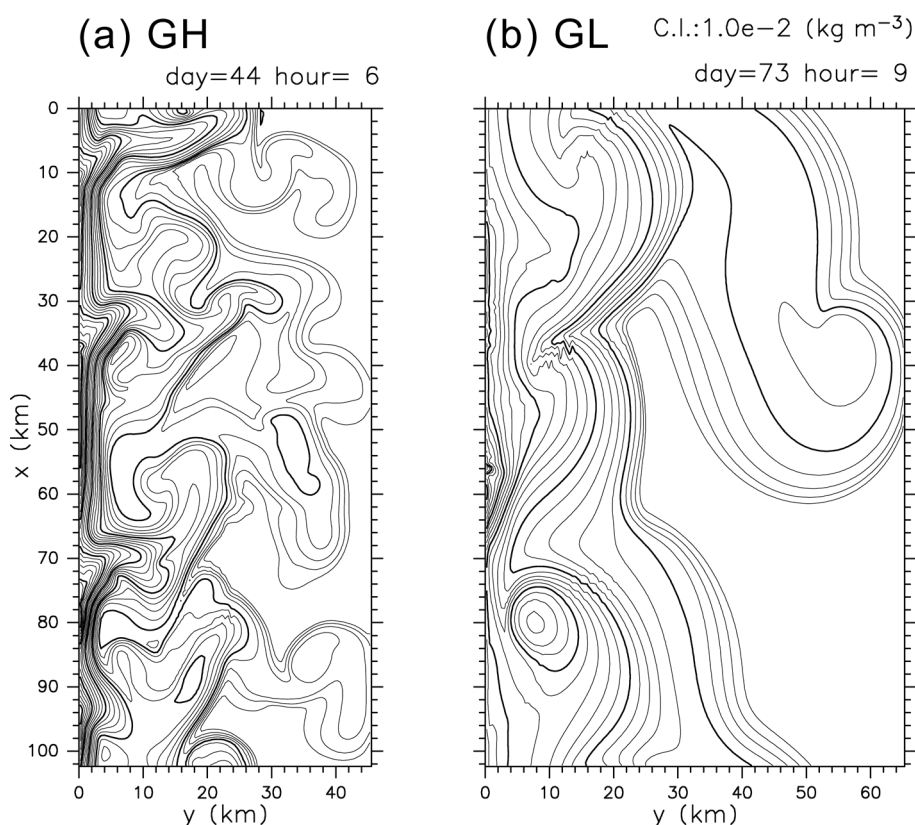 (a) GH
(b) GL
C.I.:1.0e−2 (kg m⁻³)
day=44 hour= 6
day=73 hour= 9
0
10
20
30
40
50
60
70
80
90
100
x (km)
0 10 20 30 40
y (km)
0 10 20 30 40 50 60
y (km)